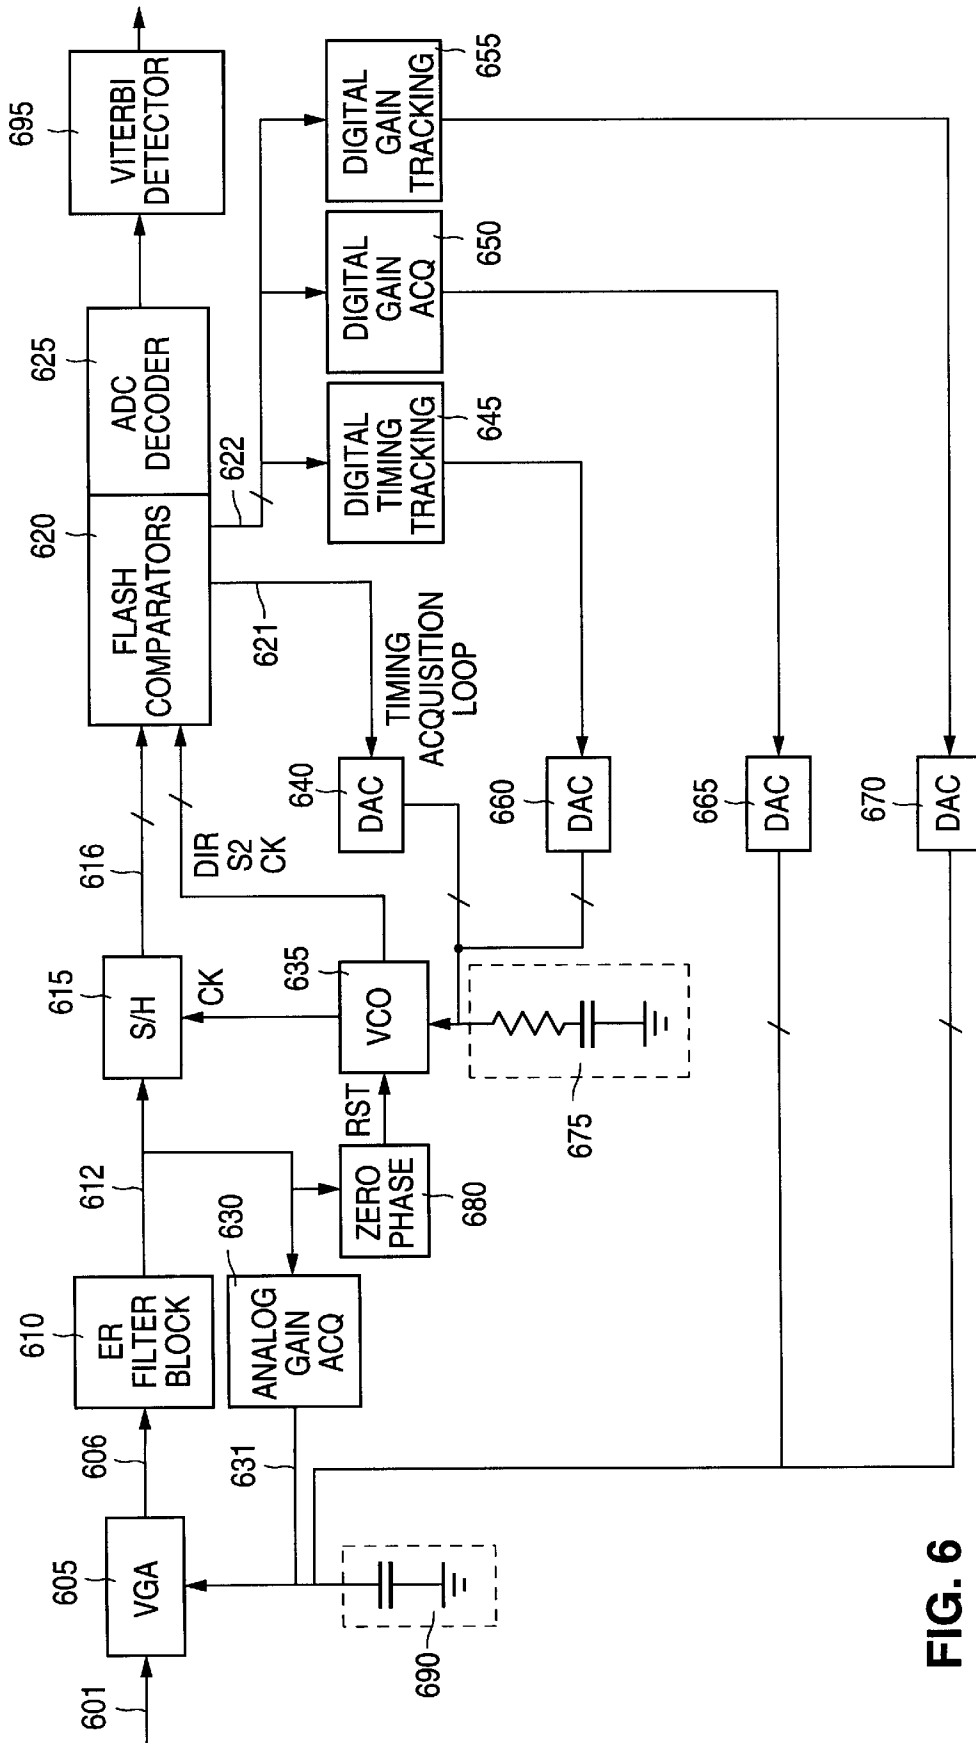 601
605
VGA
606
610
ER
FILTER
BLOCK
612
615
S/H
616
620
FLASH
COMPARATORS
625
ADC
DECODER
695
VITERBI
DETECTOR
630
ANALOG
GAIN
ACQ
631
690
ZERO
PHASE
680
RST
CK
635
VCO
675
DIR
S2
CK
621
622
TIMING
ACQUISITION
LOOP
640
DAC
DIGITAL
TIMING
TRACKING
645
DIGITAL
GAIN
ACQ
650
DIGITAL
GAIN
TRACKING
655
660
DAC
665
DAC
670
DAC
FIG. 6